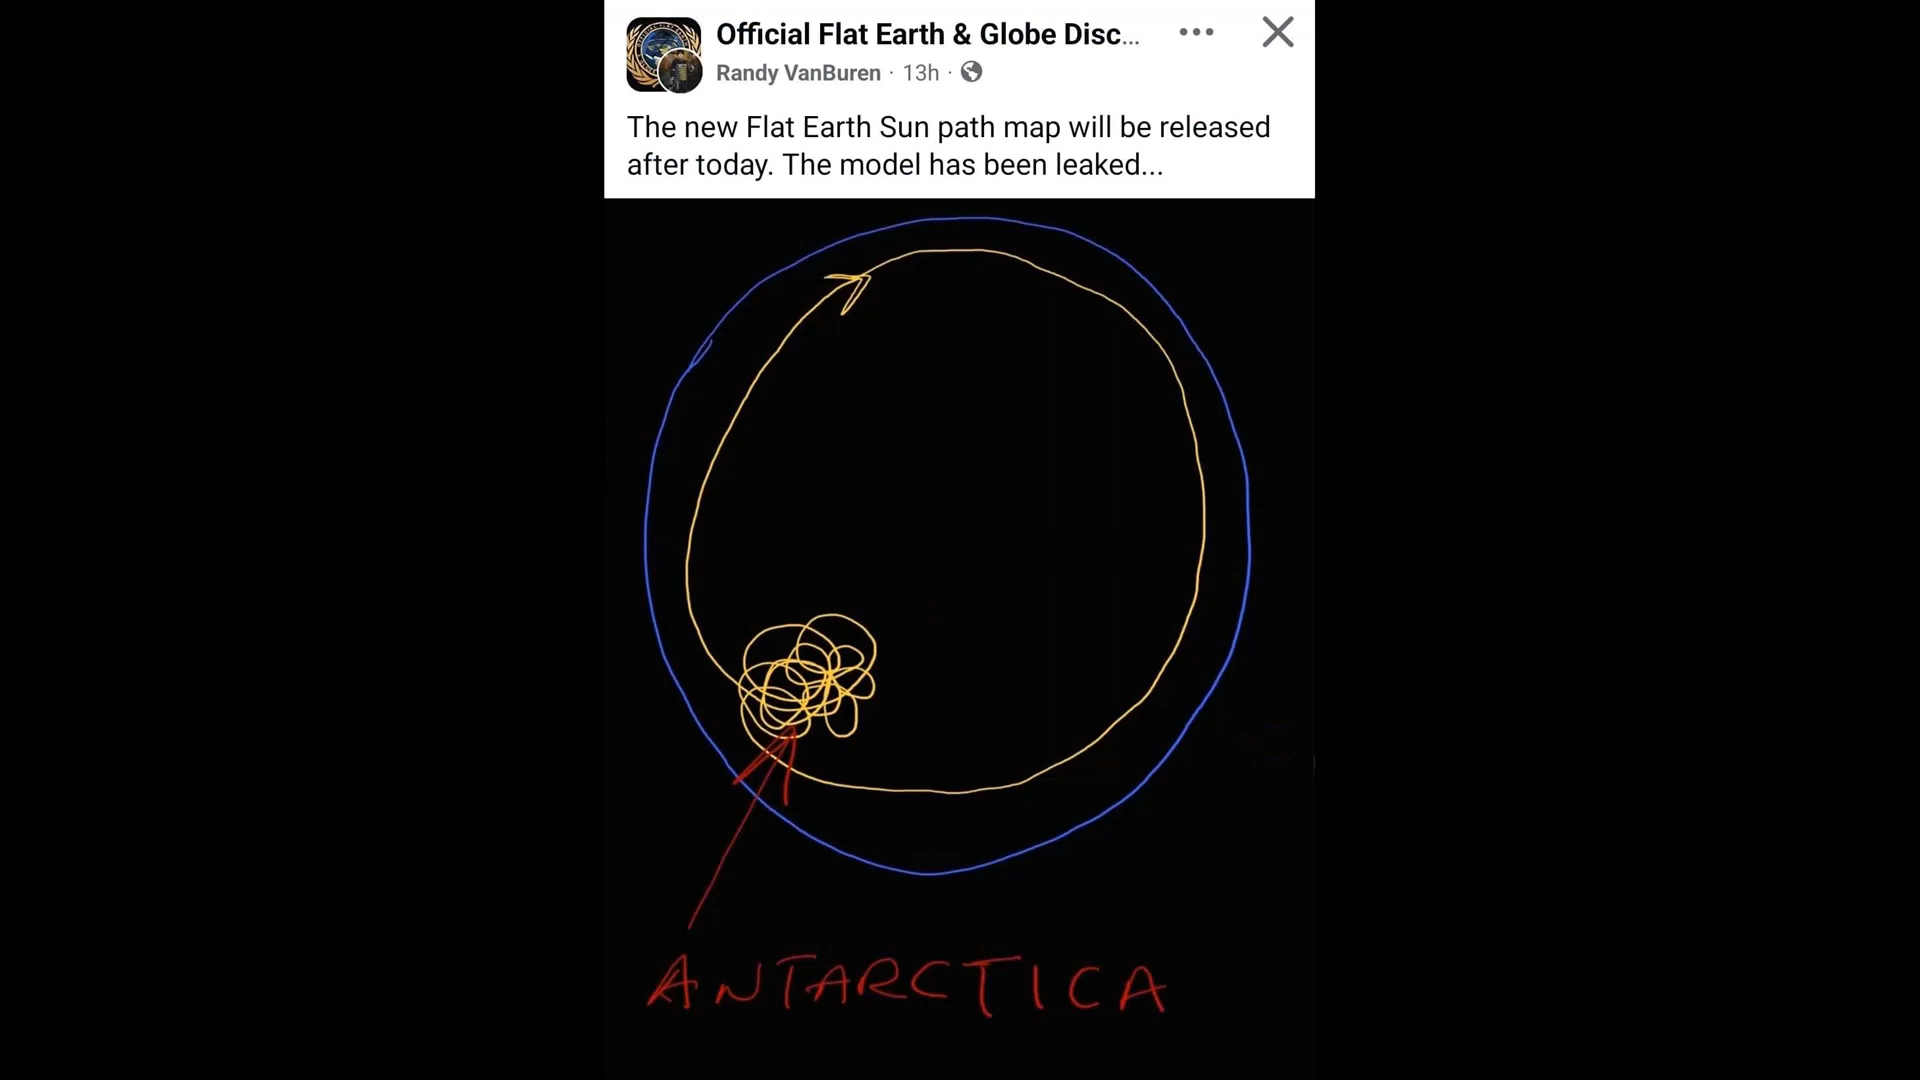 Official Flat Earth & Globe Disc...
Randy VanBuren · 13h ·
The new Flat Earth Sun path map will be released
after today. The model has been leaked...
ANTARCTICA